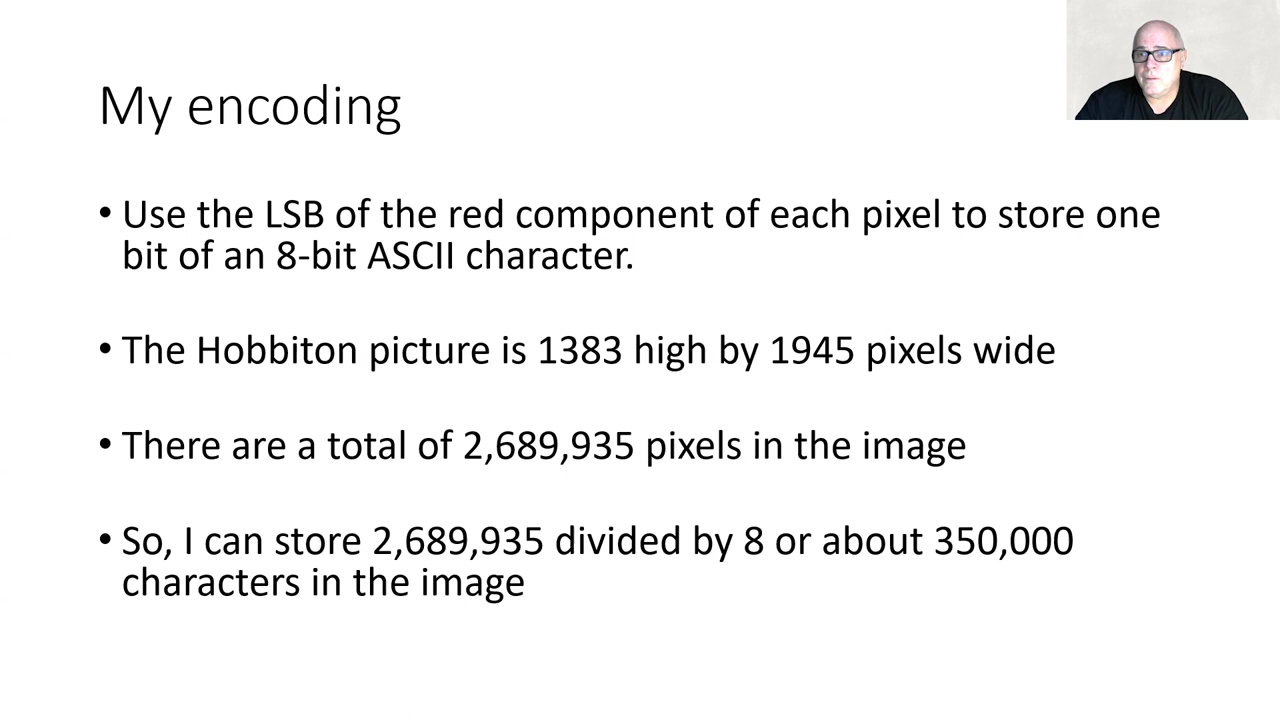 My encoding
• Use the LSB of the red component of each pixel to store one
bit of an 8-bit ASCII character.
• The Hobbiton picture is 1383 high by 1945 pixels wide
• There are a total of 2,689,935 pixels in the image
• So, I can store 2,689,935 divided by 8 or about 350,000
characters in the image